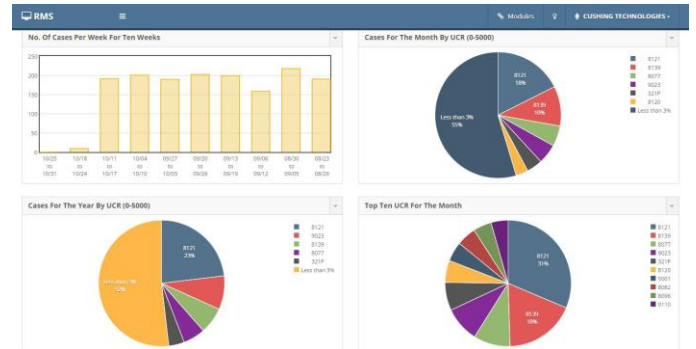 RMS
Modules
CUSHING TECHNOLOGIES
No. Of Cases Per Week For Ten Weeks
250
200
150
100
50
0
10/25 to 10/31
10/18 to 10/24
10/11 to 10/17
10/04 to 10/10
09/27 to 10/03
09/20 to 09/26
09/13 to 09/19
09/06 to 09/12
08/30 to 09/05
08/23 to 08/29
Cases For The Month By UCR (0-5000)
8121
18%
8139
10%
Less than 3%
55%
8121
8139
8077
9023
321P
8120
Less than 3%
Cases For The Year By UCR (0-5000)
8121
23%
Less than 3%
52%
8121
9023
8139
8077
321P
Less than 3%
Top Ten UCR For The Month
8121
31%
8139
18%
8121
8139
8077
9023
321P
8120
9061
8082
8096
9110